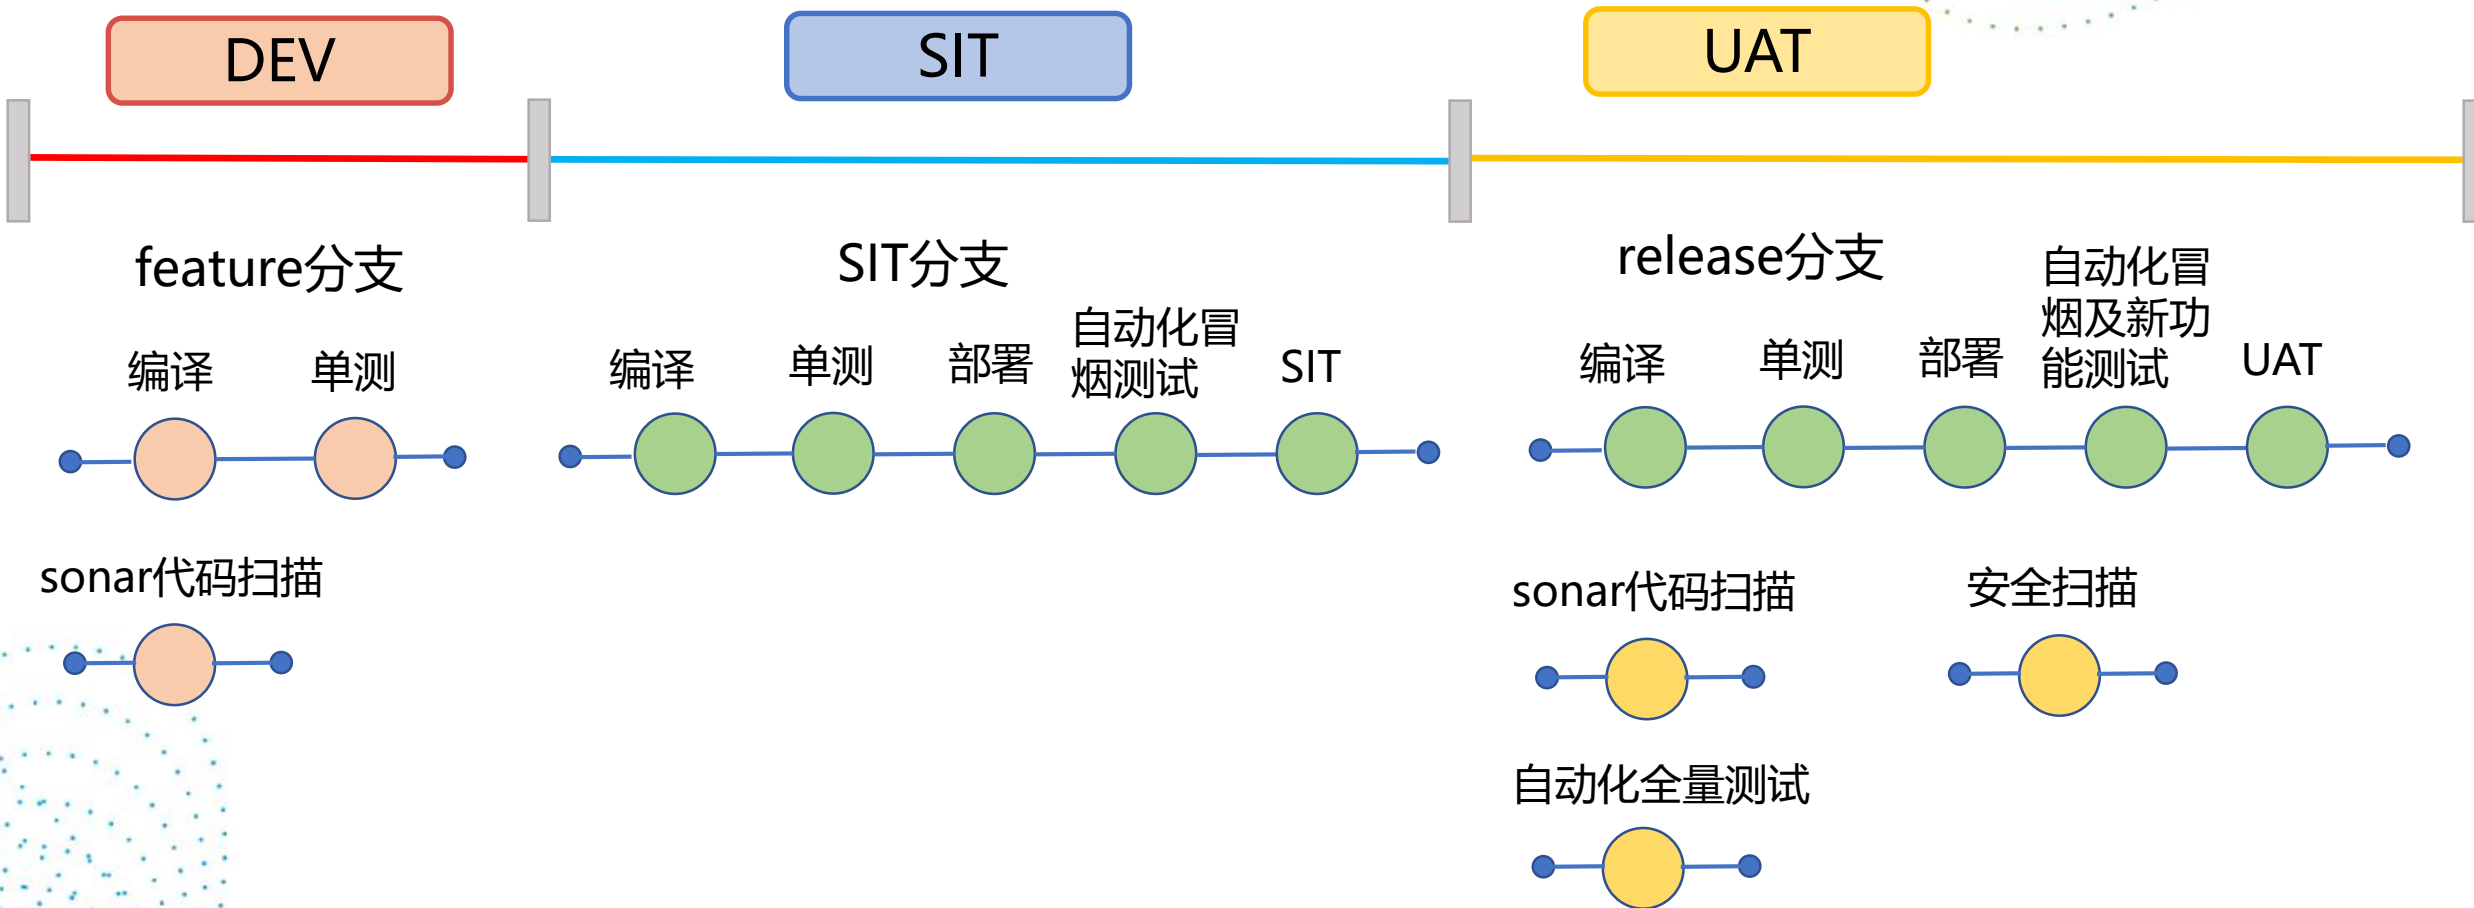 DEV
SIT
UAT
feature分支
SIT分支
release分支
编译
单测
编译
单测
部署
自动化冒
烟测试
SIT
编译
单测
部署
自动化冒
烟及新功
能测试
UAT
sonar代码扫描
sonar代码扫描
安全扫描
自动化全量测试